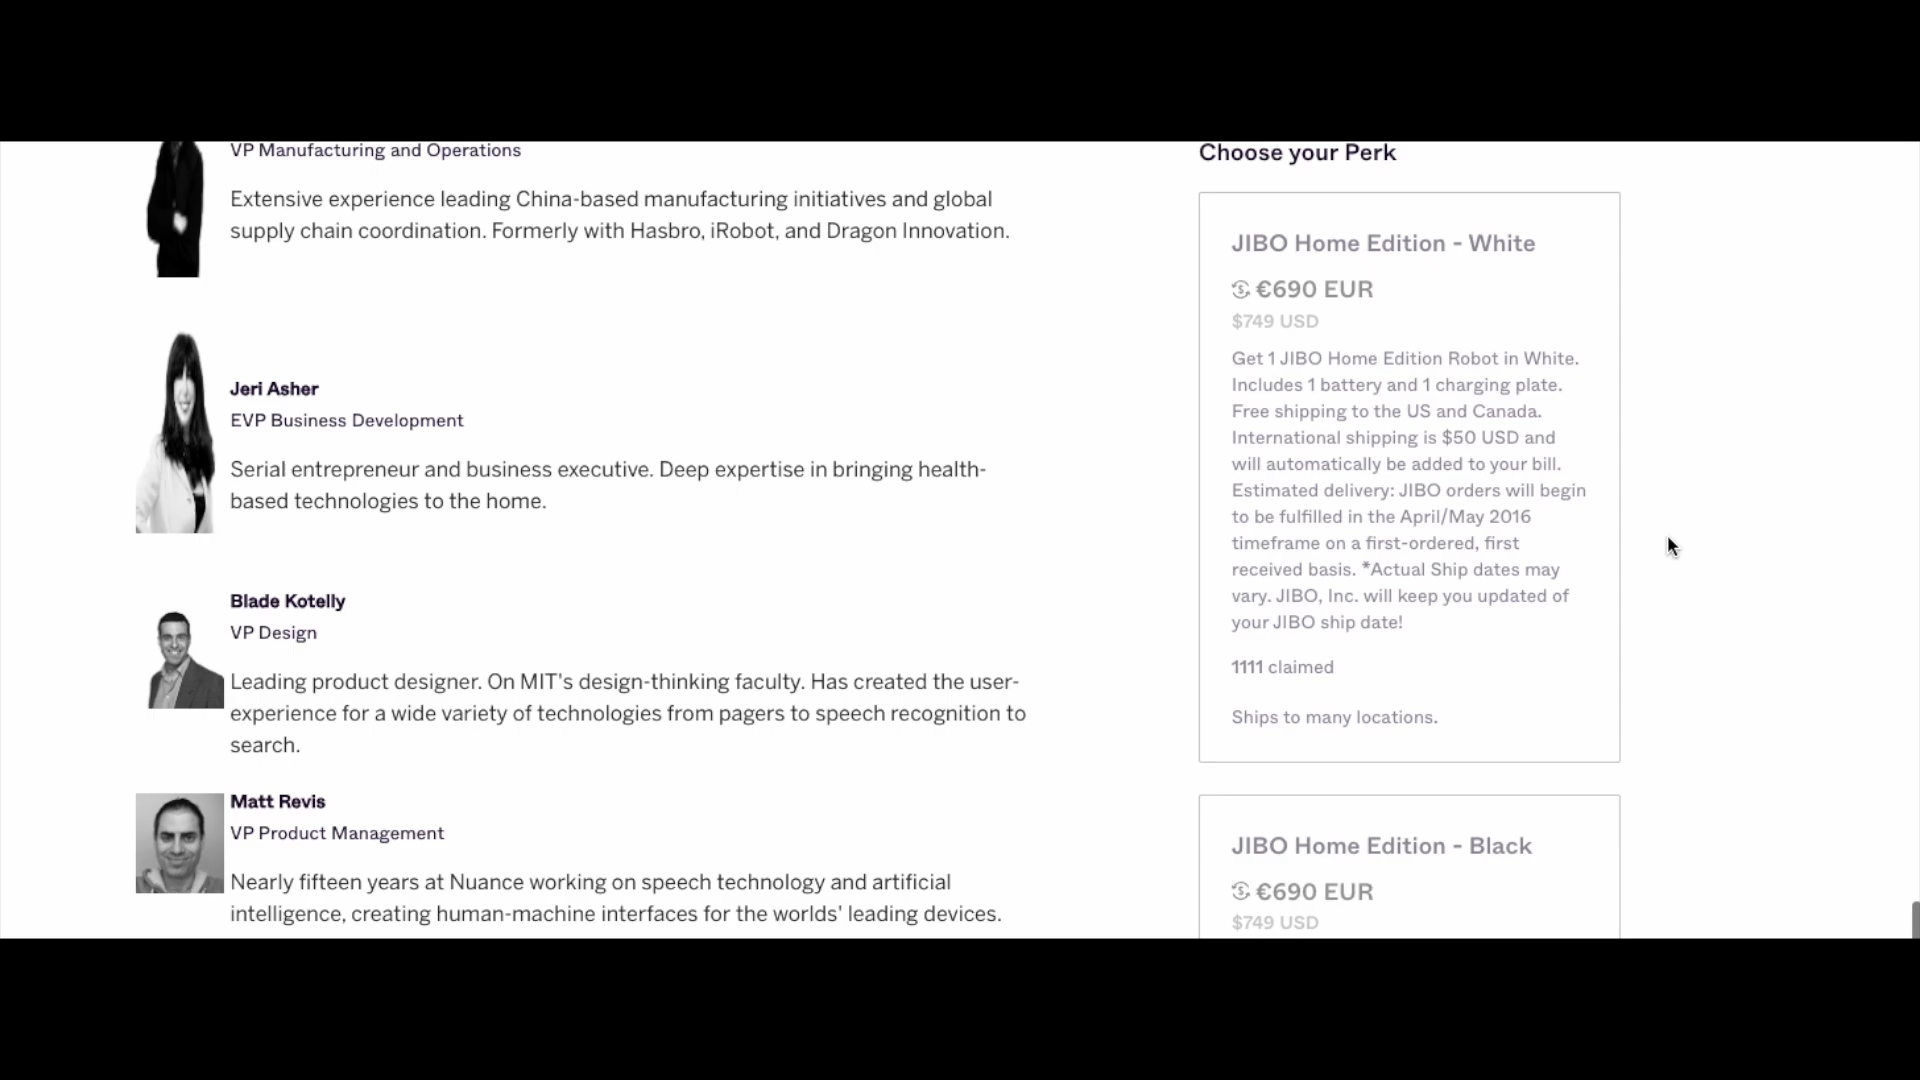 VP Manufacturing and Operations
Extensive experience leading China-based manufacturing initiatives and global
supply chain coordination. Formerly with Hasbro, iRobot, and Dragon Innovation.
Jeri Asher
EVP Business Development
Serial entrepreneur and business executive. Deep expertise in bringing health-
based technologies to the home.
Blade Kotelly
VP Design
Leading product designer. On MIT's design-thinking faculty. Has created the user-
experience for a wide variety of technologies from pagers to speech recognition to
search.
Matt Revis
VP Product Management
Nearly fifteen years at Nuance working on speech technology and artificial
intelligence, creating human-machine interfaces for the worlds' leading devices.
Choose your Perk
JIBO Home Edition - White
€690 EUR
$749 USD
Get 1 JIBO Home Edition Robot in White.
Includes 1 battery and 1 charging plate.
Free shipping to the US and Canada.
International shipping is $50 USD and
will automatically be added to your bill.
Estimated delivery: JIBO orders will begin
to be fulfilled in the April/May 2016
timeframe on a first-ordered, first
received basis. *Actual Ship dates may
vary. JIBO, Inc. will keep you updated of
your JIBO ship date!
1111 claimed
Ships to many locations.
JIBO Home Edition - Black
€690 EUR
$749 USD